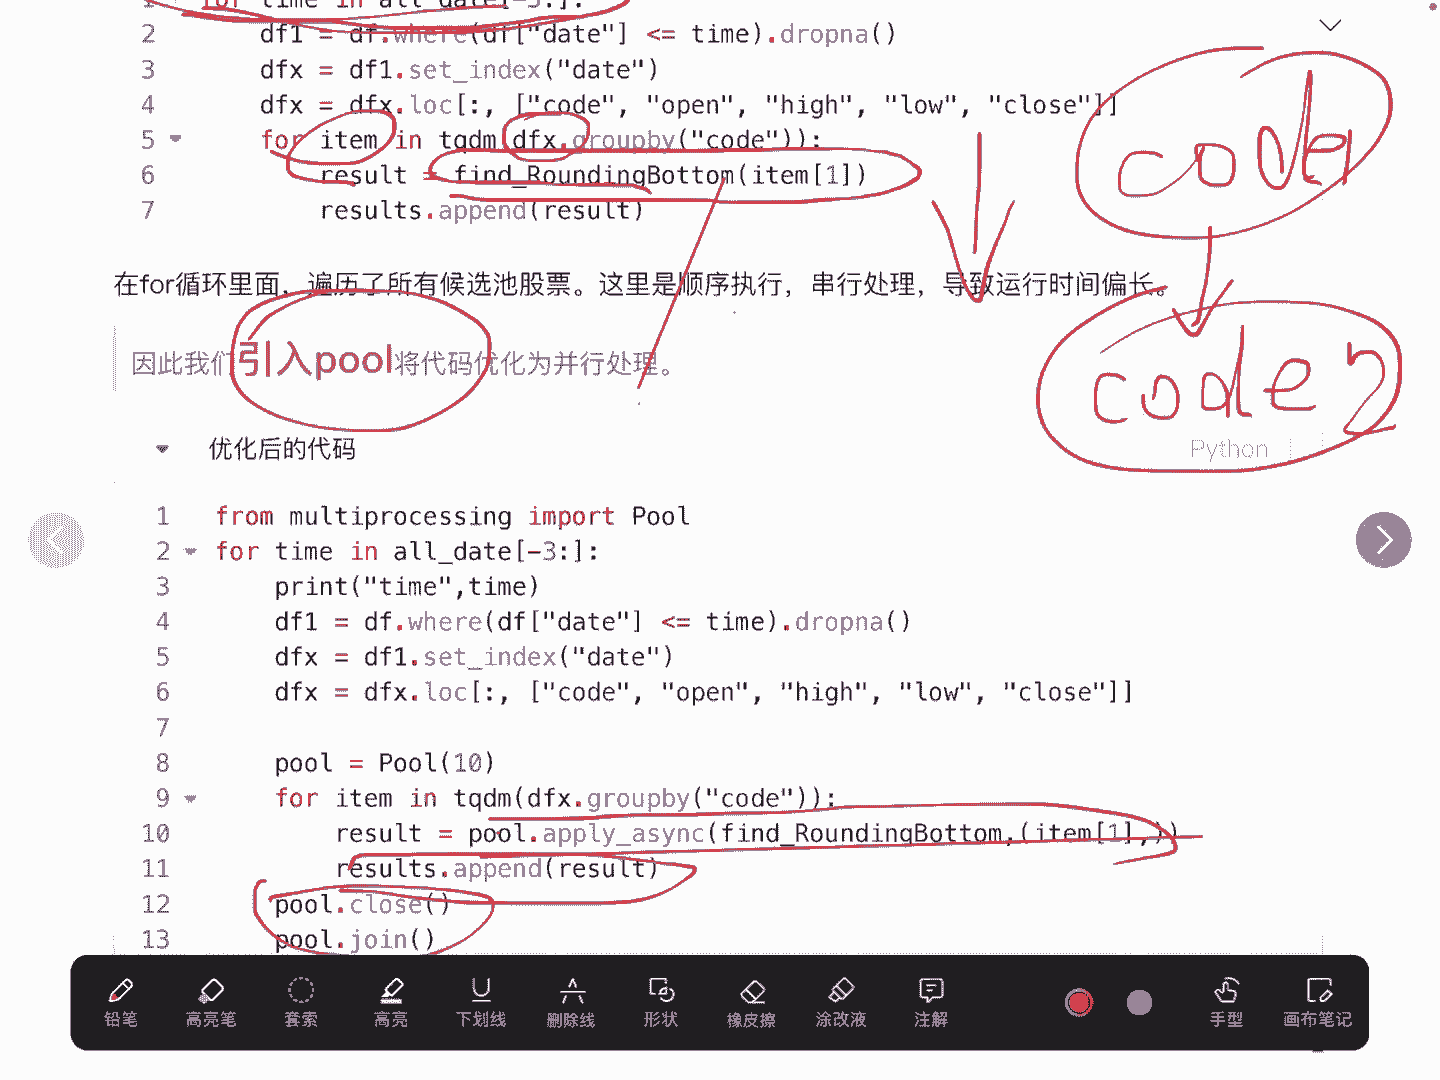 1 for time in all_date[-3:]:
2 df1 = df.where(df["date"] <= time).dropna()
3 dfx = df1.set_index("date")
4 dfx = dfx.loc[:, ["code", "open", "high", "low", "close"]]
5 for item in tqdm(dfx.groupby("code")):
6 result = find_RoundingBottom(item[1])
7 results.append(result)
code1
在for循环里面，遍历了所有候选池股票。这里是顺序执行，串行处理，导致运行时间偏长。
因此我们引入pool将代码优化为并行处理。
code2
优化后的代码
Python
1 from multiprocessing import Pool
2 for time in all_date[-3:]:
3 print("time",time)
4 df1 = df.where(df["date"] <= time).dropna()
5 dfx = df1.set_index("date")
6 dfx = dfx.loc[:, ["code", "open", "high", "low", "close"]]
7
8 pool = Pool(10)
9 for item in tqdm(dfx.groupby("code")):
10 result = pool.apply_async(find_RoundingBottom,(item[1],))
11 results.append(result)
12 pool.close()
13 pool.join()
铅笔 高亮笔 套索 高亮 下划线 删除线 形状 橡皮擦 涂改液 注解 手型 画布笔记